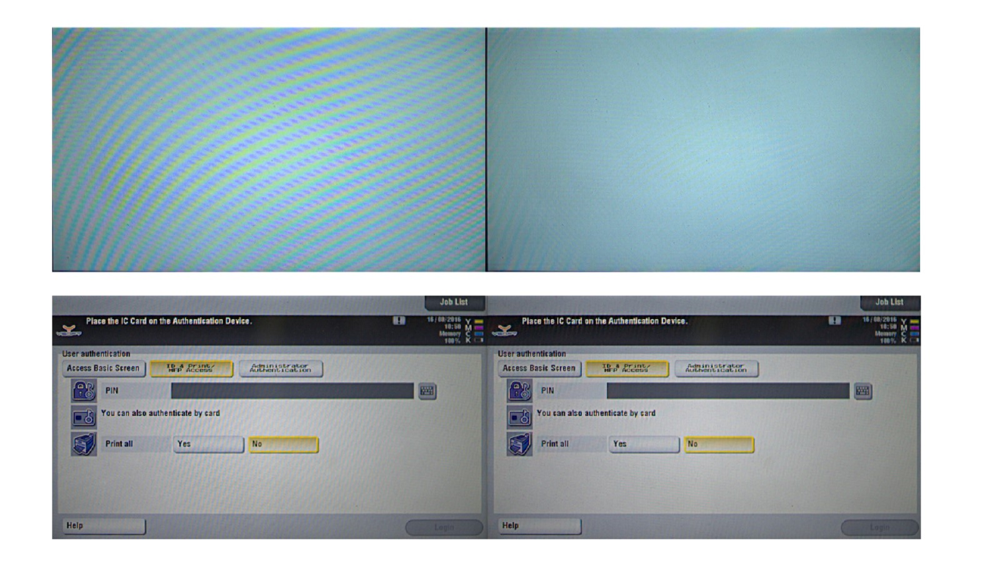 Job List
Place the IC Card on the Authentication Device.
16/08/2016 Y
10:50 M
Memory C
100% K
User authentication
Access Basic Screen
ID & Print/
MFP Access
Administrator
Authentication
PIN
You can also authenticate by card
Print all
Yes
No
Help
Login
Job List
Place the IC Card on the Authentication Device.
16/08/2016 Y
10:50 M
Memory C
100% K
User authentication
Access Basic Screen
ID & Print/
MFP Access
Administrator
Authentication
PIN
You can also authenticate by card
Print all
Yes
No
Help
Login